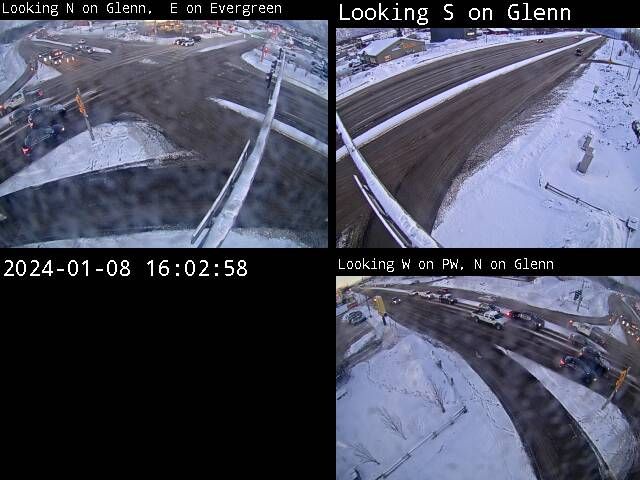 Looking N on Glenn,  E on Evergreen
Looking S on Glenn
2024-01-08 16:02:58
Looking W on PW, N on Glenn